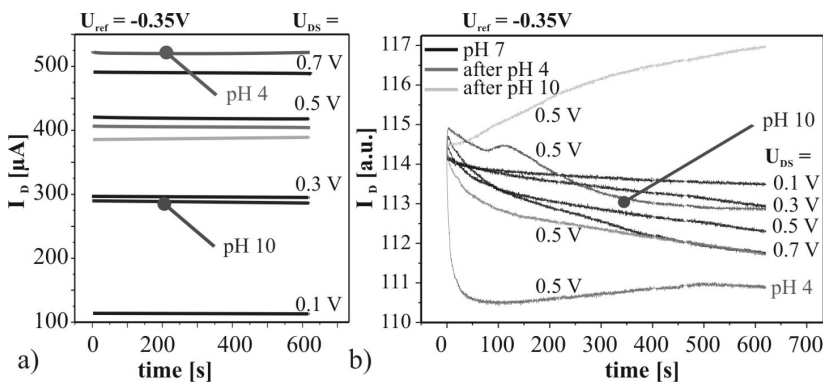 U_ref = -0.35V
U_DS =
500
400
300
200
100
I_D [µA]
0.7 V
pH 4
0.5 V
0.3 V
pH 10
0.1 V
0 200 400 600
time [s]
a)
U_ref = -0.35V
117
116
115
114
113
112
111
110
I_D [a.u.]
pH 7
after pH 4
after pH 10
0.5 V
0.5 V
pH 10
U_DS =
0.1 V
0.3 V
0.5 V
0.7 V
0.5 V
0.5 V
pH 4
0 100 200 300 400 500 600 700
time [s]
b)